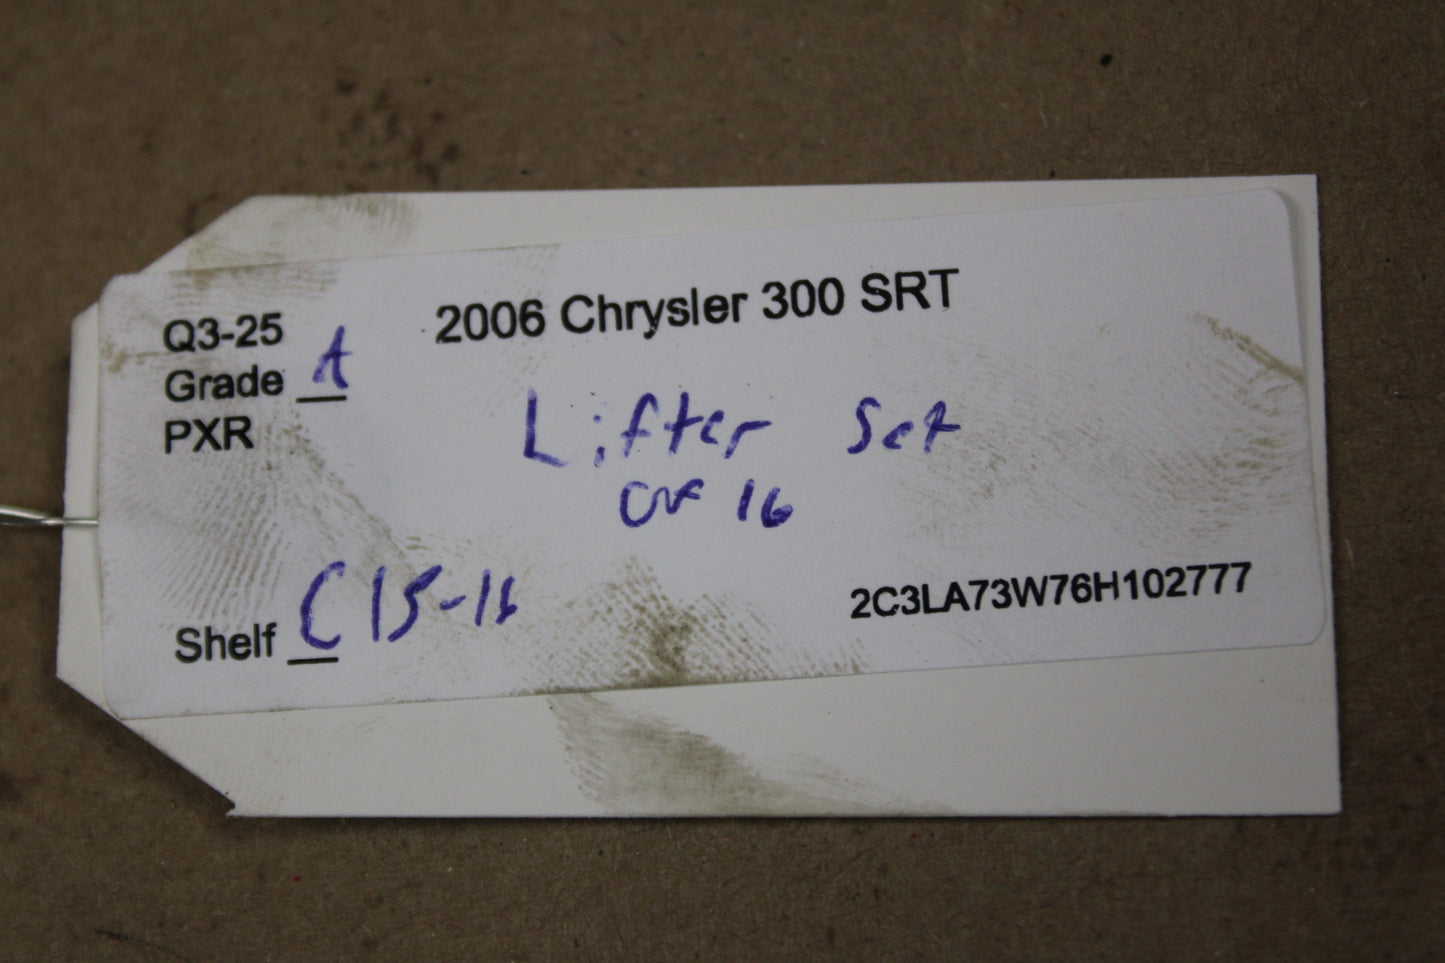 Q3-25
Grade A
PXR
2006 Chrysler 300 SRT
Lifter Set
OF 16
Shelf C15-16
2C3LA73W76H102777